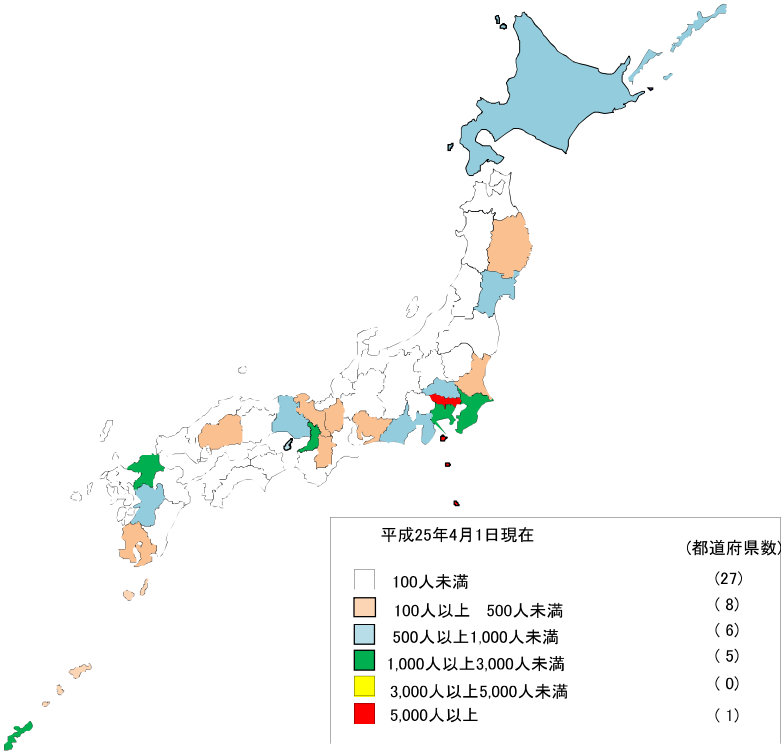 平成25年4月1日現在
(都道府県数)
100人未満 (27)
100人以上 500人未満 ( 8)
500人以上1,000人未満 ( 6)
1,000人以上3,000人未満 ( 5)
3,000人以上5,000人未満 ( 0)
5,000人以上 ( 1)